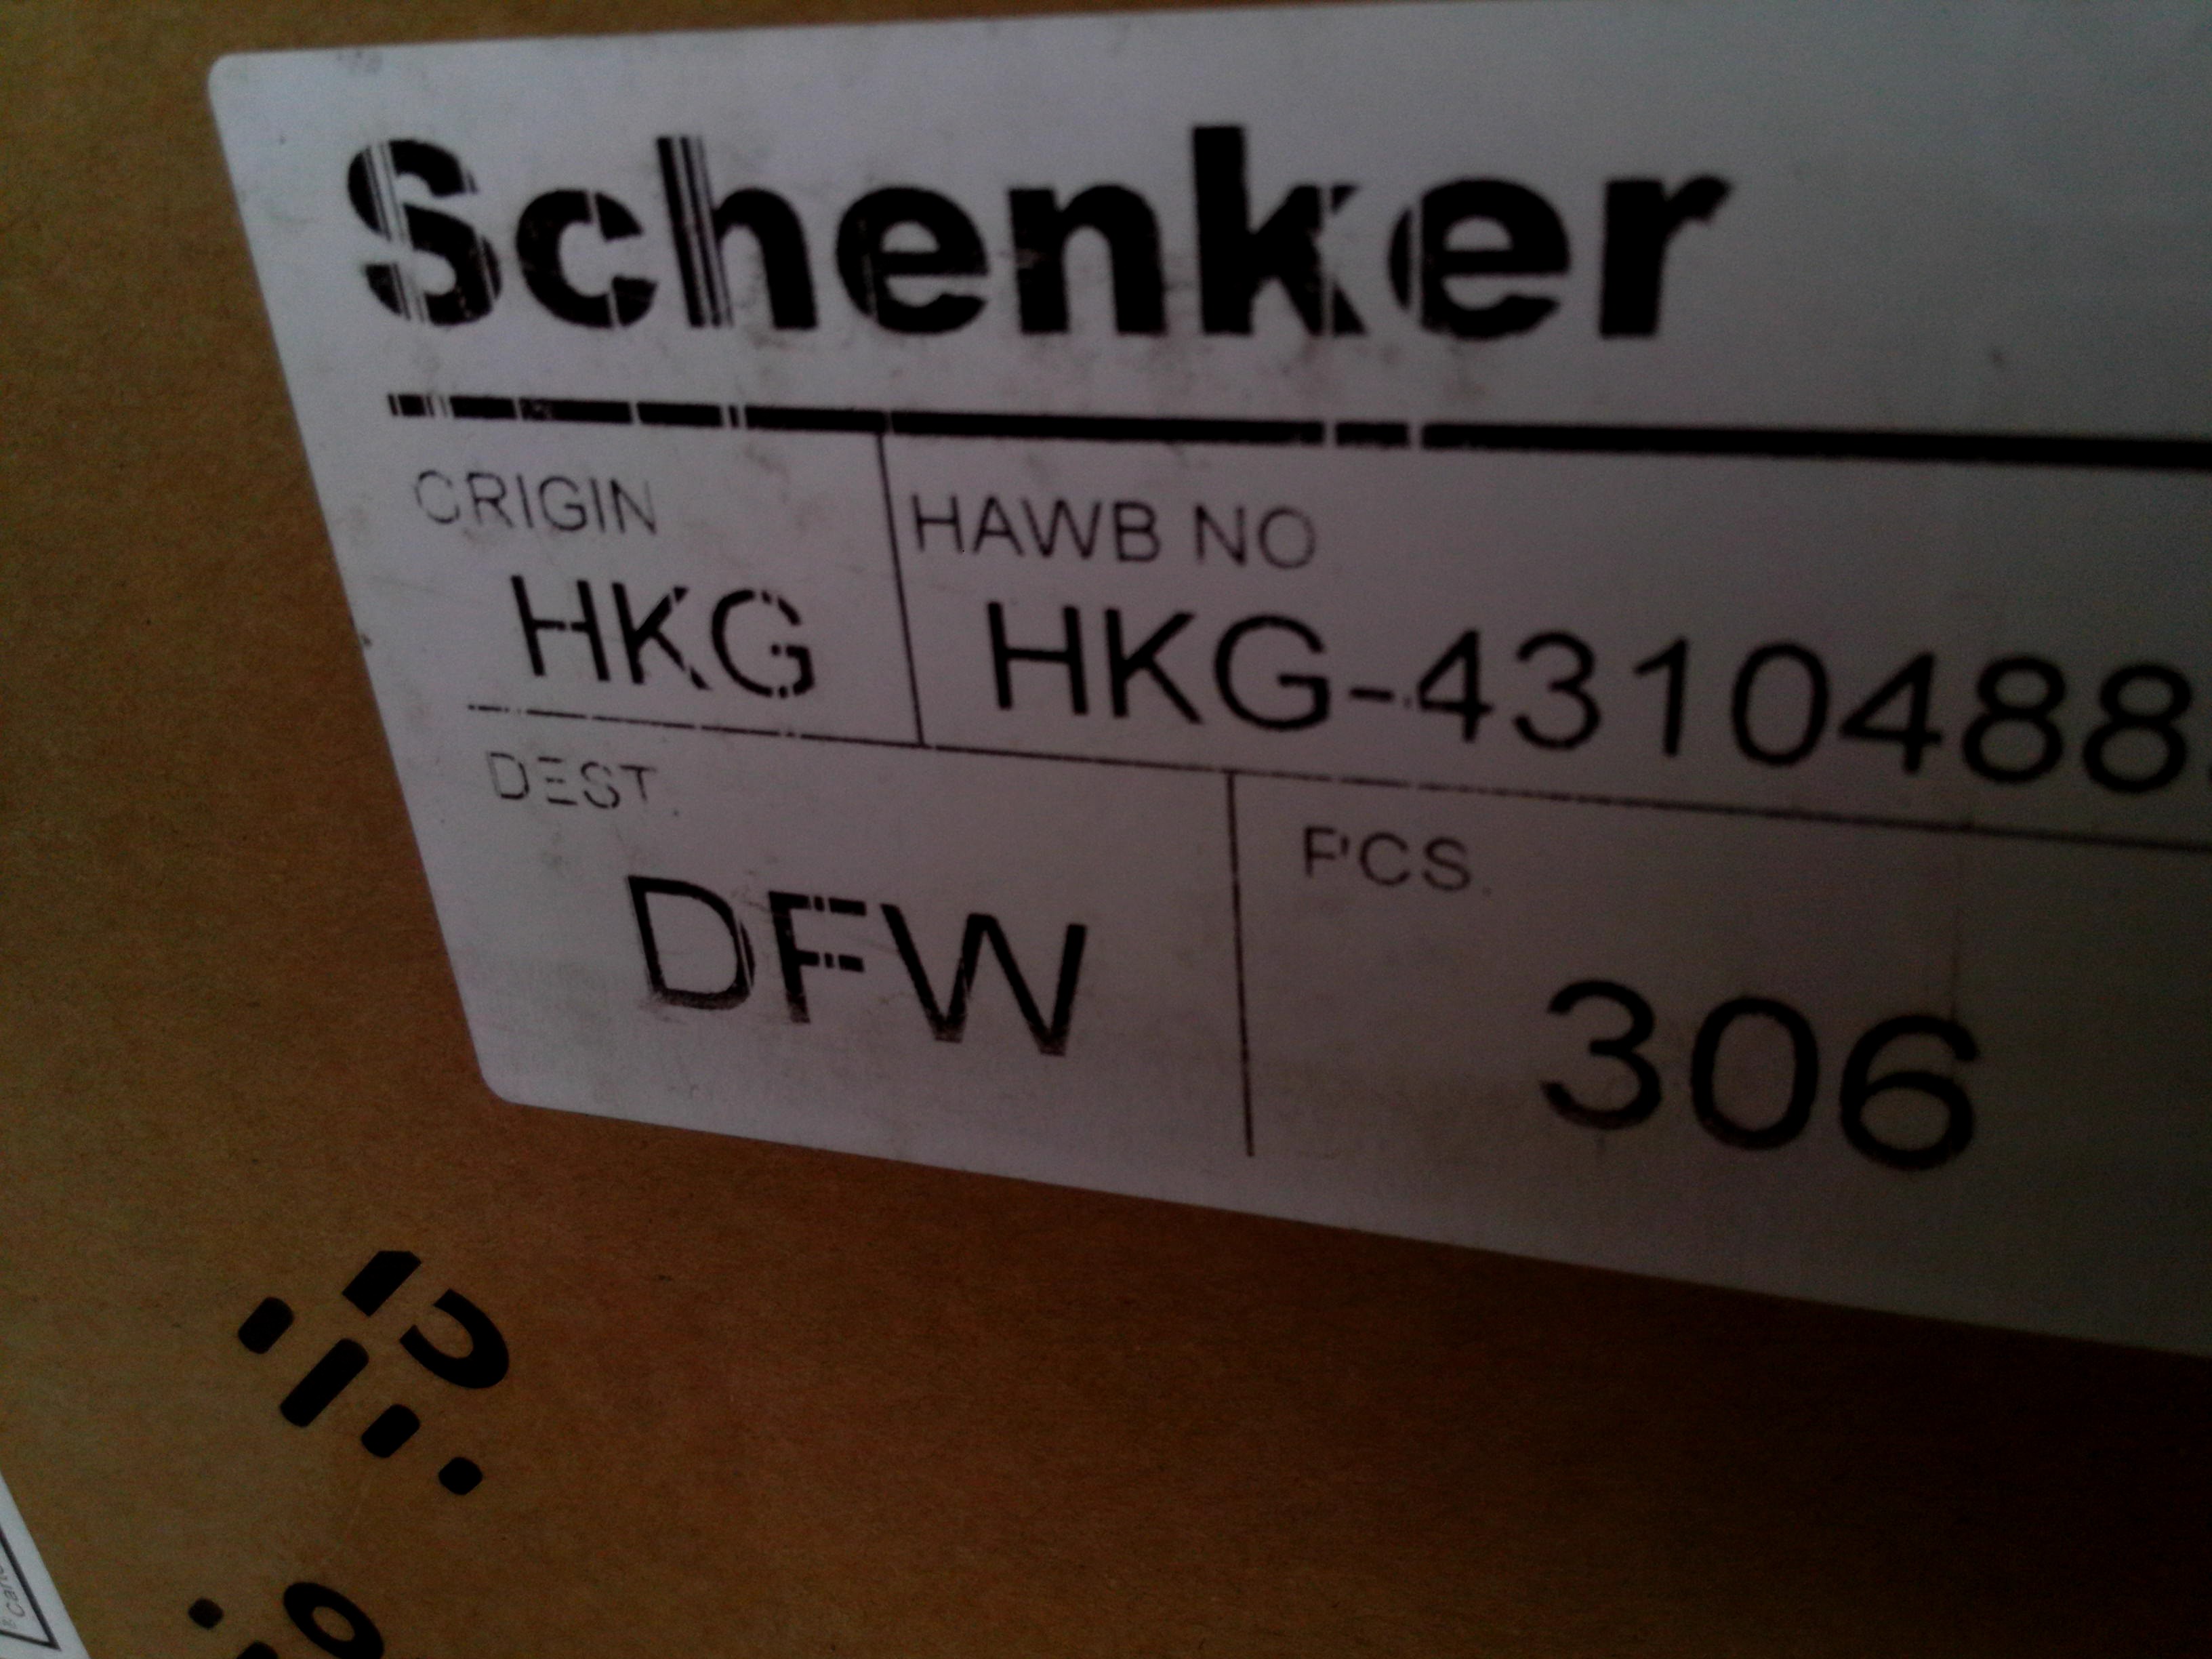 Schenker
ORIGIN
HAWB NO
HKG
HKG-4310488
DEST.
PCS.
DFW
306